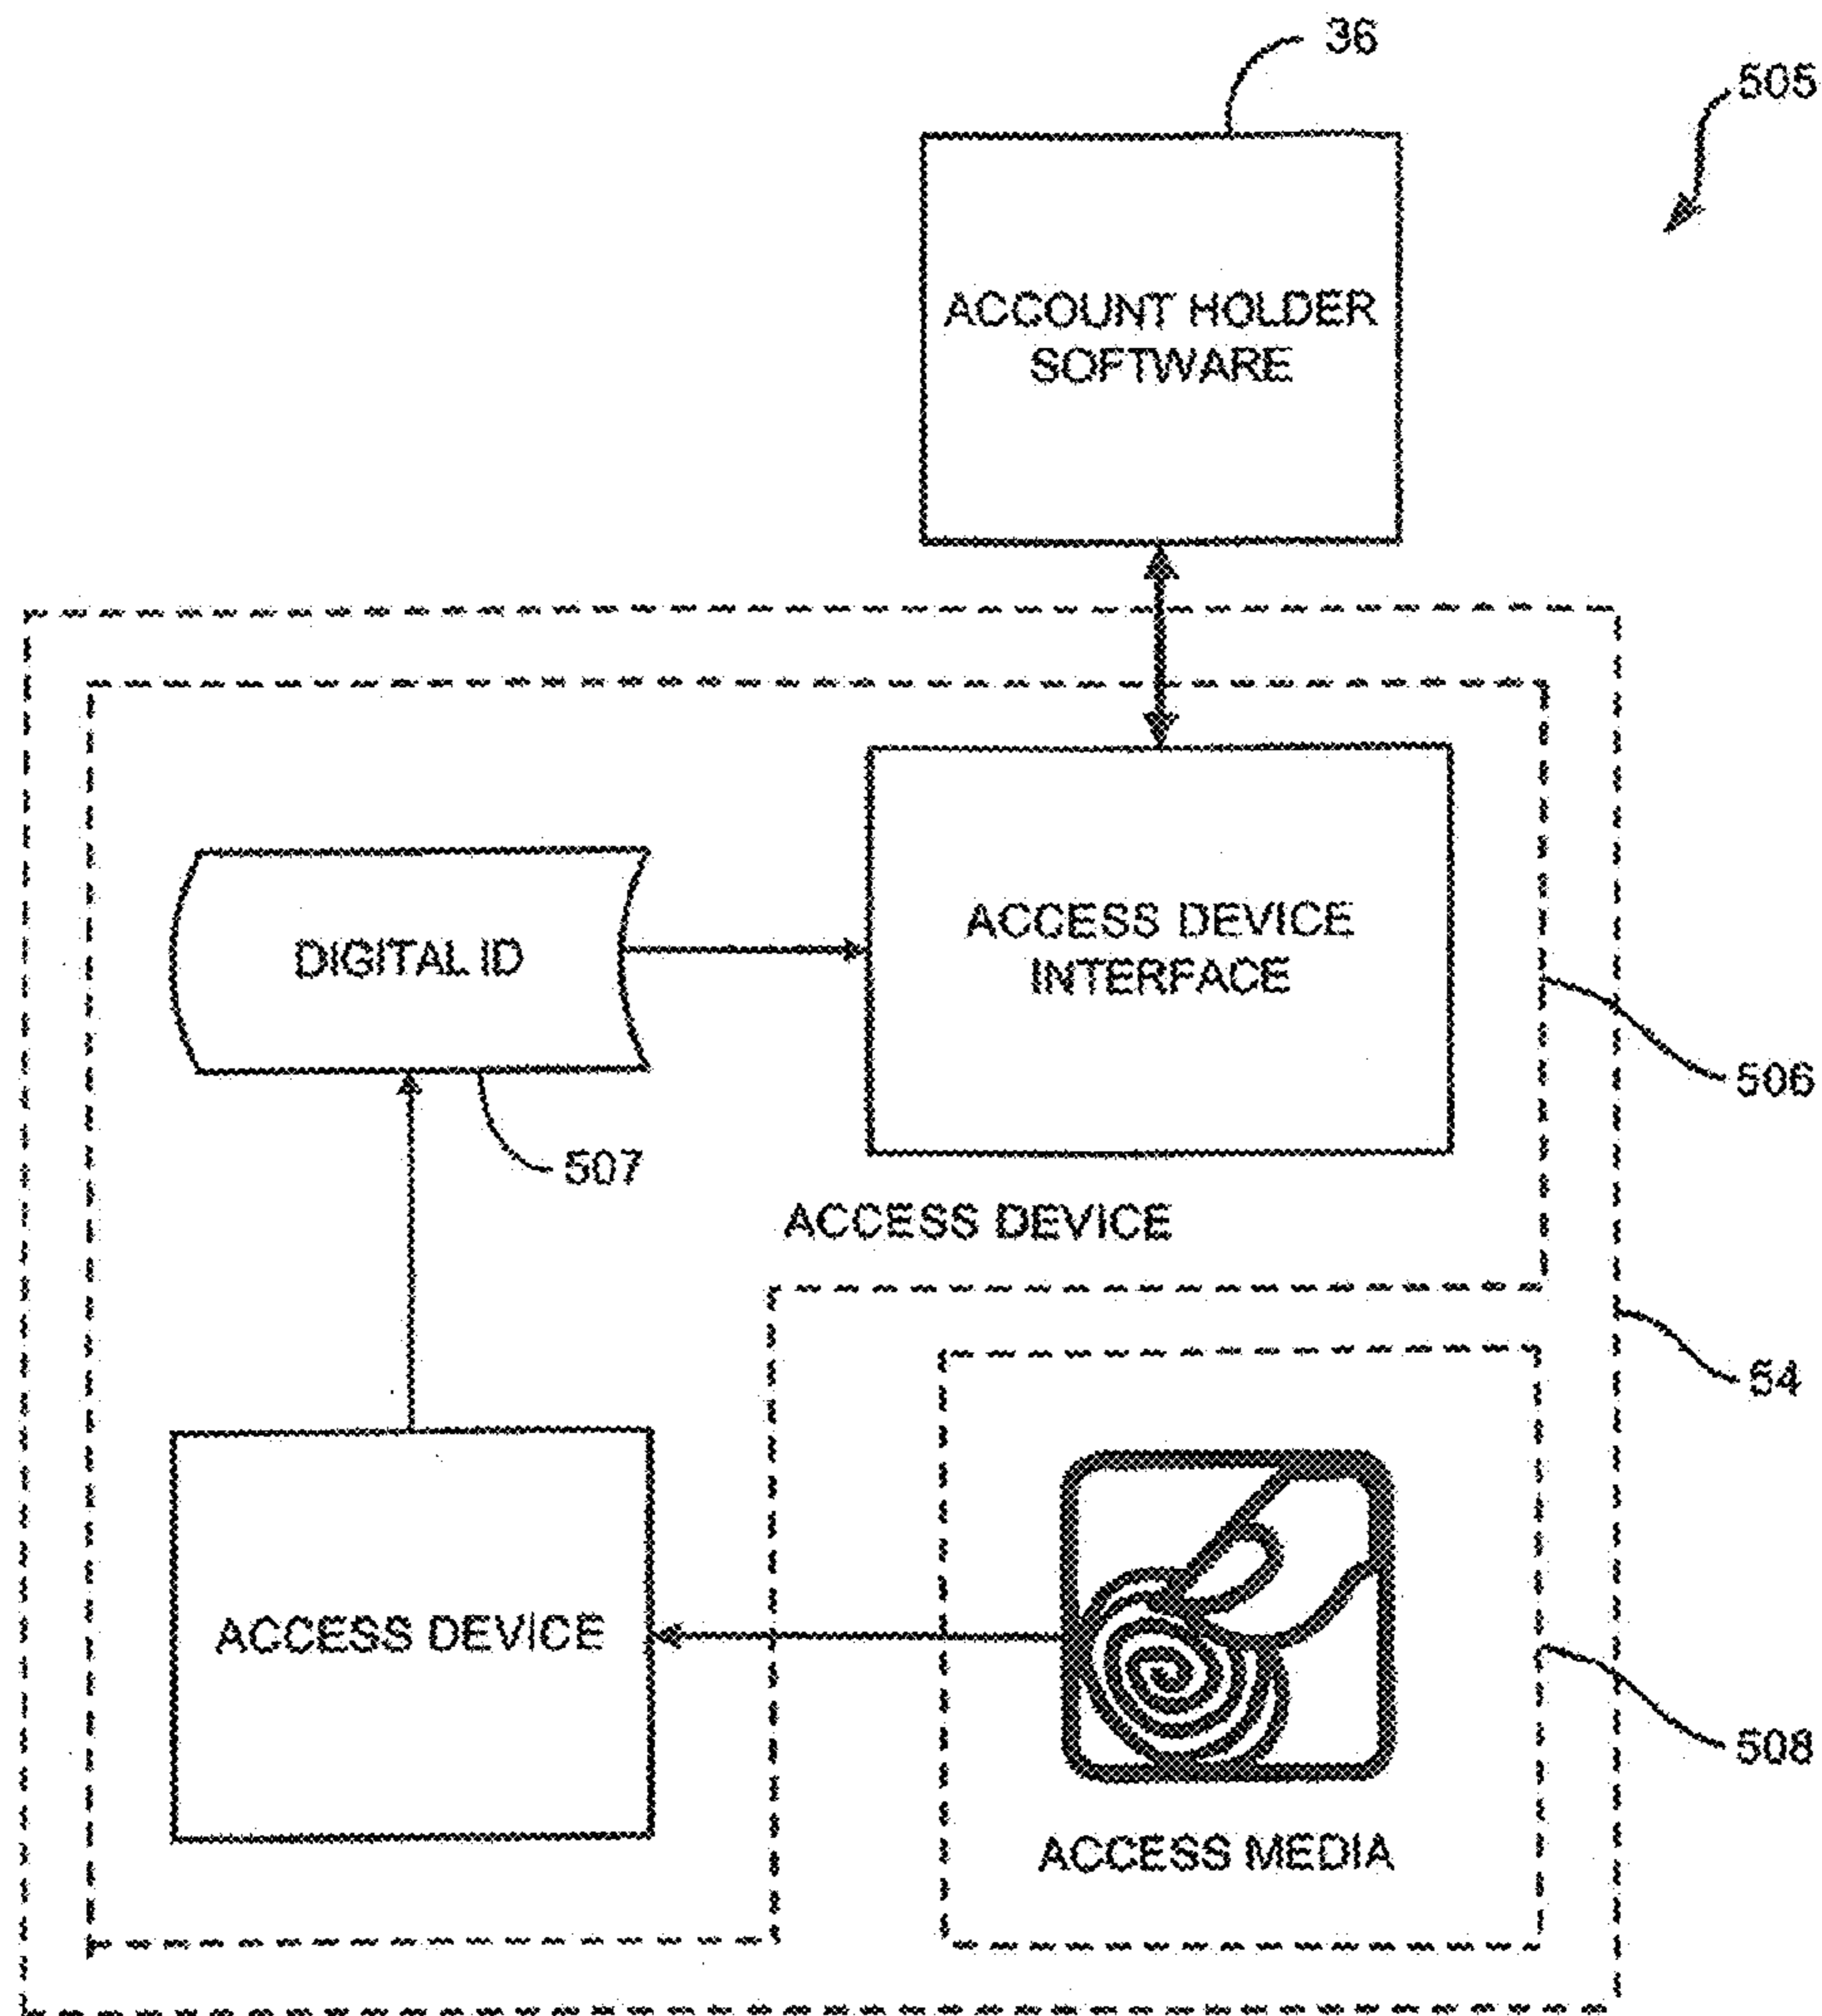 36
505
ACCOUNT HOLDER
SOFTWARE
DIGITAL ID
ACCESS DEVICE
INTERFACE
506
507
ACCESS DEVICE
54
ACCESS DEVICE
508
ACCESS MEDIA